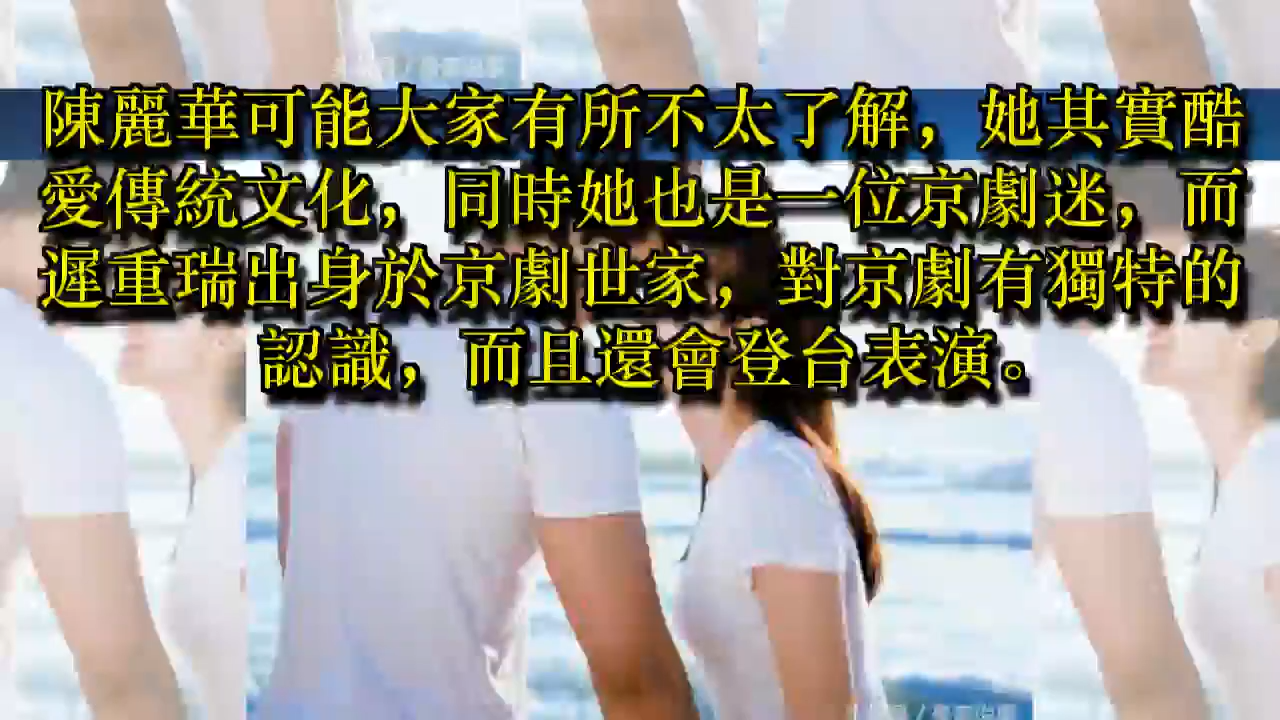 陳麗華可能大家有所不太了解，她其實酷
愛傳統文化，同時她也是一位京劇迷，而
遲重瑞出身於京劇世家，對京劇有獨特的
認識，而且還會登台表演。